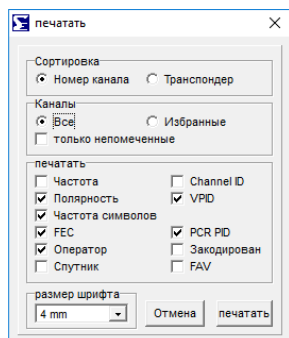 печатать
Сортировка
Номер канала Транспондер
Каналы
Все Избранные
только непомеченные
печатать
Частота Channel ID
Полярность VPID
Частота символов
FEC PCR PID
Оператор Закодирован
Спутник FAV
размер шрифта
4 mm Отмена печатать